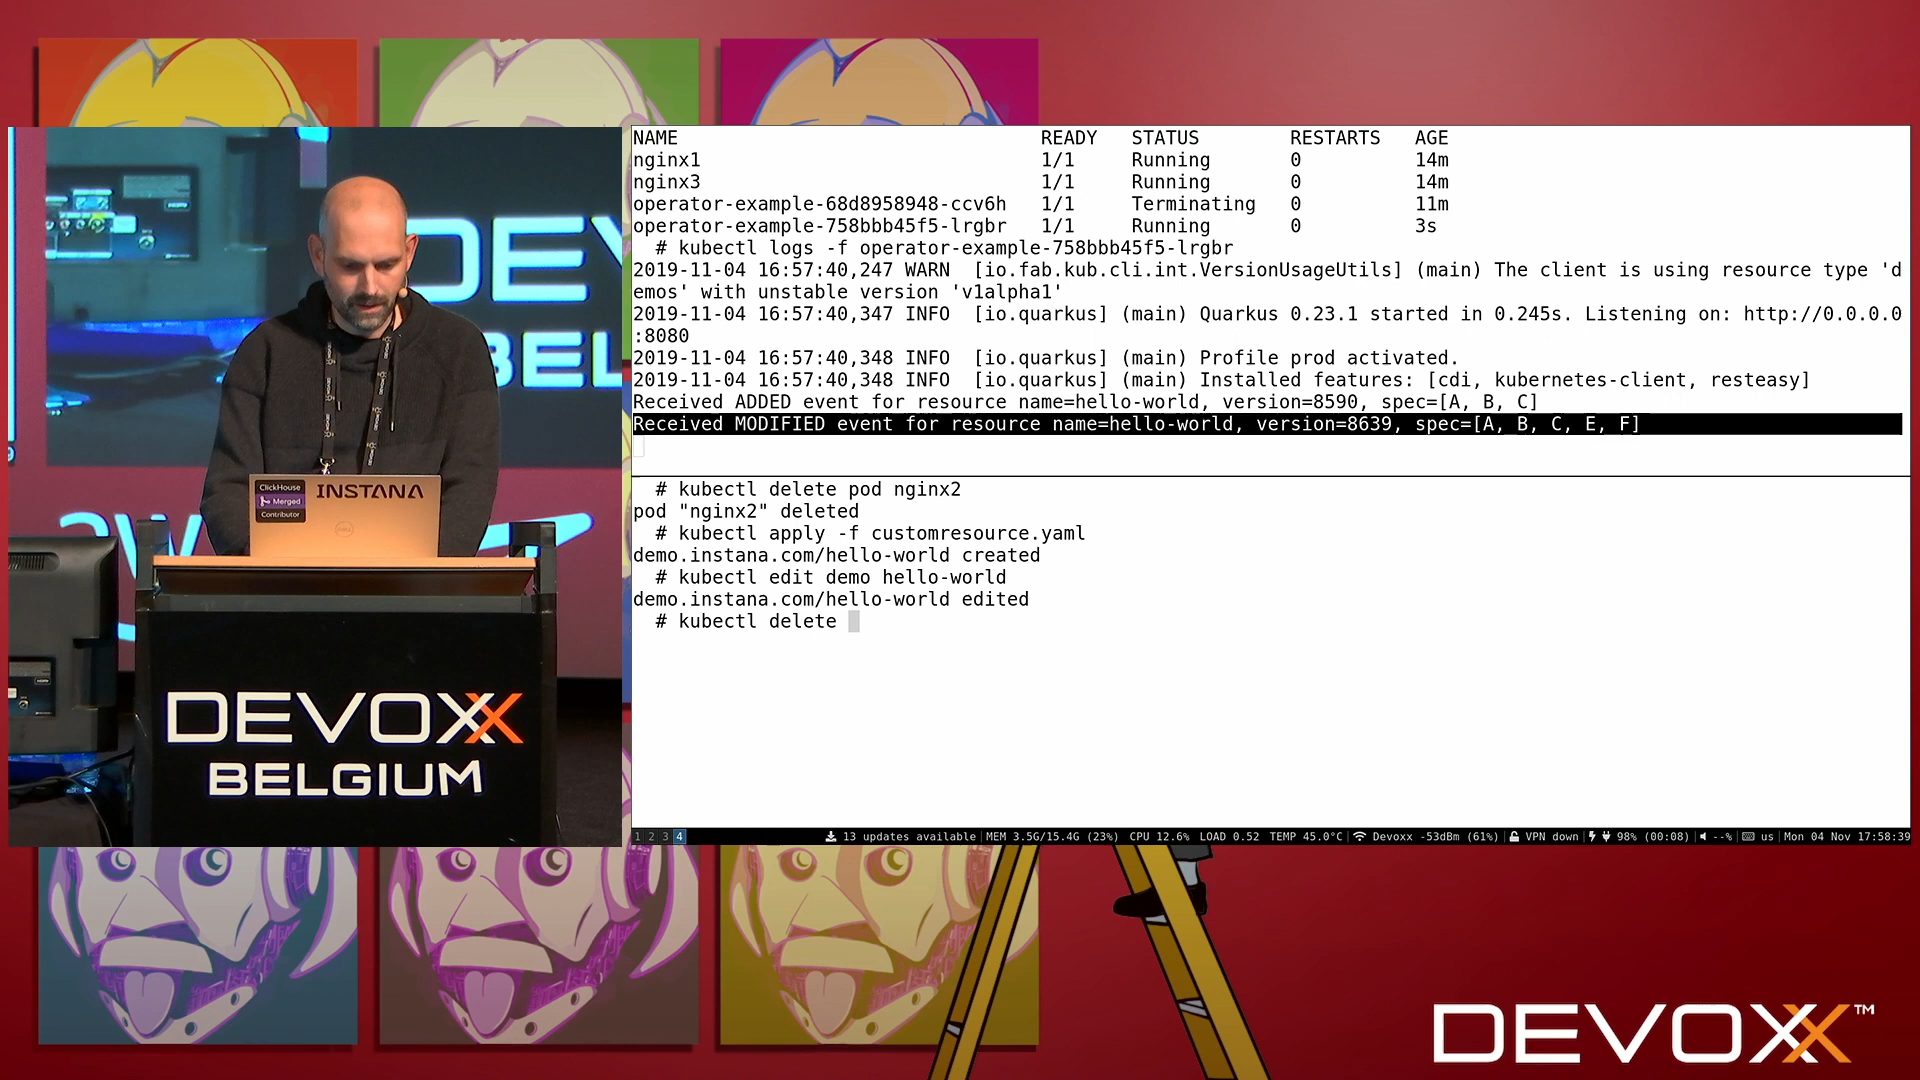 NAME READY STATUS RESTARTS AGE
nginx1 1/1 Running 0 14m
nginx3 1/1 Running 0 14m
operator-example-68d8958948-ccv6h 1/1 Terminating 0 11m
operator-example-758bbb45f5-lrgbr 1/1 Running 0 3s
# kubectl logs -f operator-example-758bbb45f5-lrgbr
2019-11-04 16:57:40,247 WARN [io.fab.kub.cli.int.VersionUsageUtils] (main) The client is using resource type 'd
emos' with unstable version 'v1alpha1'
2019-11-04 16:57:40,347 INFO [io.quarkus] (main) Quarkus 0.23.1 started in 0.245s. Listening on: http://0.0.0.0
:8080
2019-11-04 16:57:40,348 INFO [io.quarkus] (main) Profile prod activated.
2019-11-04 16:57:40,348 INFO [io.quarkus] (main) Installed features: [cdi, kubernetes-client, resteasy]
Received ADDED event for resource name=hello-world, version=8590, spec=[A, B, C]
Received MODIFIED event for resource name=hello-world, version=8639, spec=[A, B, C, E, F]
# kubectl delete pod nginx2
pod "nginx2" deleted
# kubectl apply -f customresource.yaml
demo.instana.com/hello-world created
# kubectl edit demo hello-world
demo.instana.com/hello-world edited
# kubectl delete
1 2 3 4 13 updates available | MEM 3.5G/15.4G (23%) CPU 12.6% LOAD 0.52 TEMP 45.0°C | Devoxx -53dBm (61%) | VPN down | 98% (00:08) | --% | us | Mon 04 Nov 17:58:39
DEV
BEL
aw
ClickHouse
Merged
Contributor
INSTANA
DEVOXX
BELGIUM
DEVOXX™